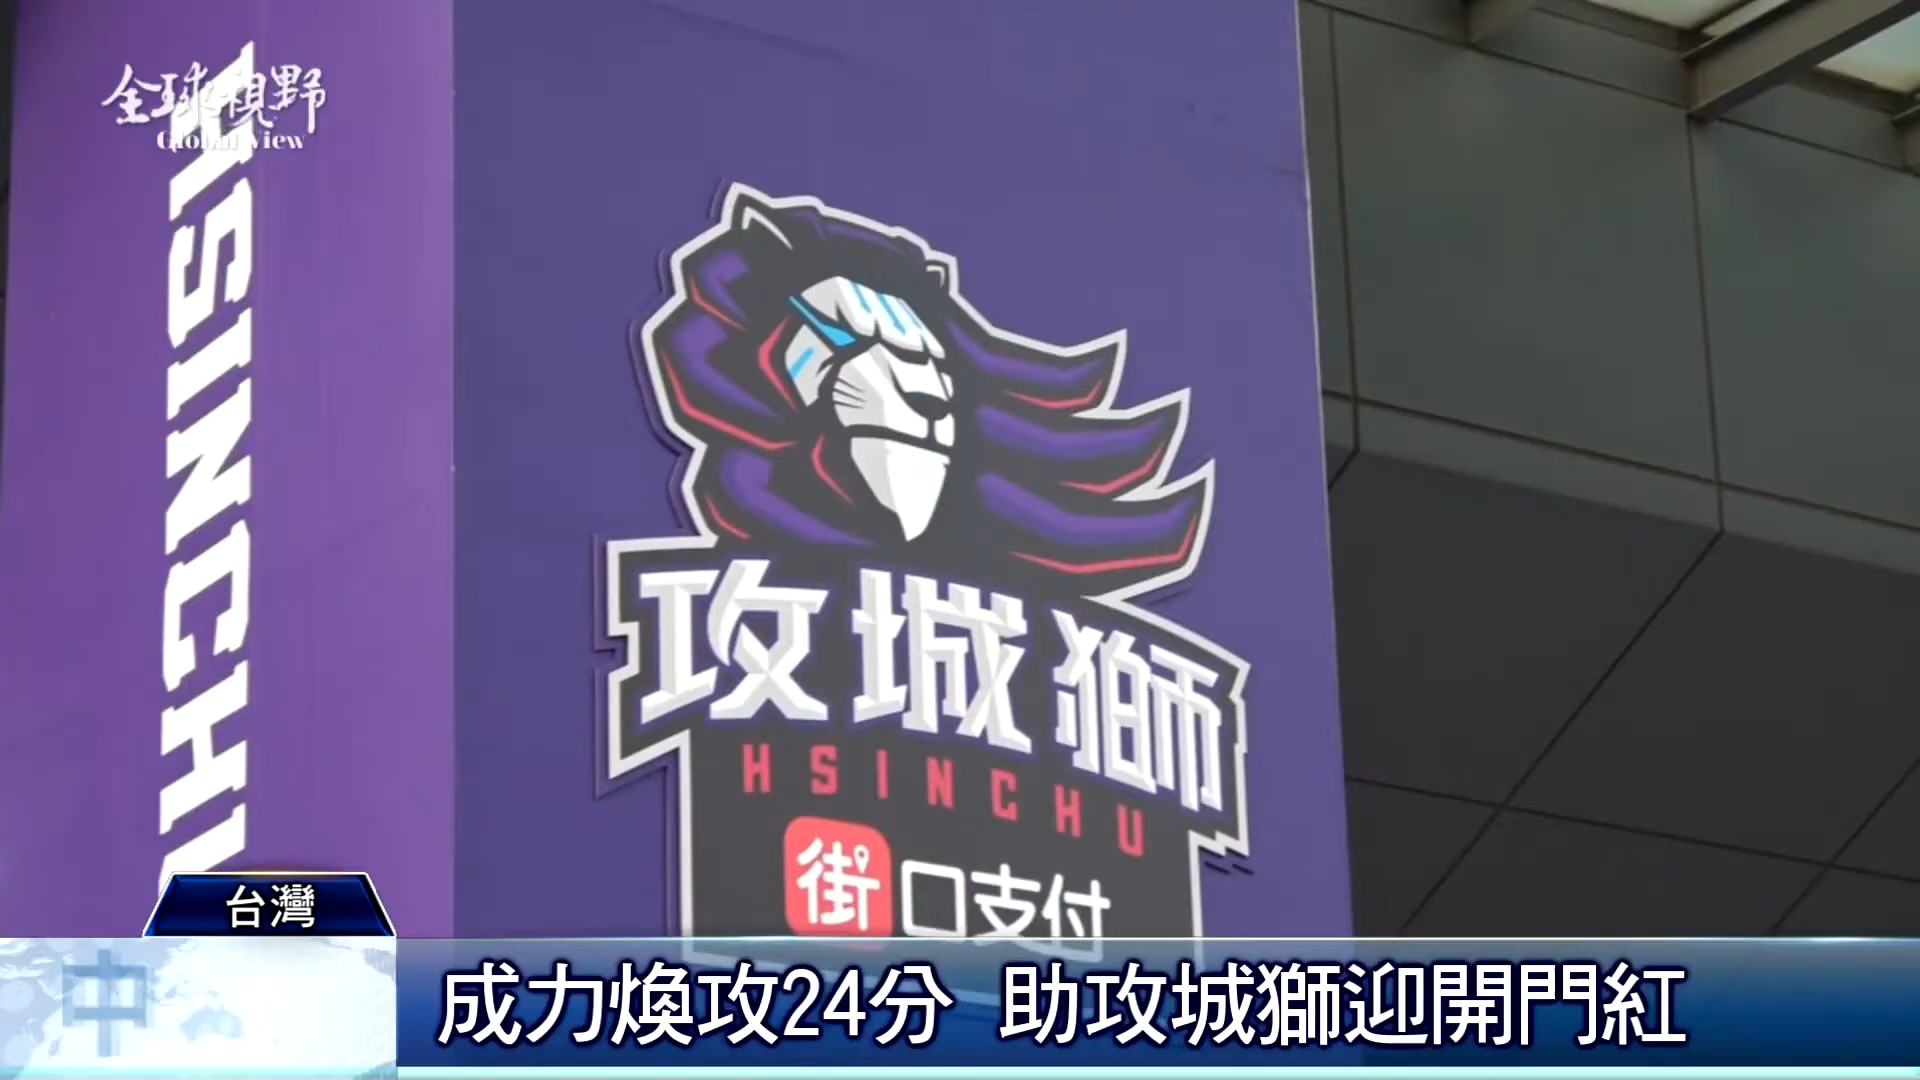 全球視野
Global View
HSINCHU
攻城獅
HSINCHU
街口支付
台灣
中
成力煥攻24分 助攻城獅迎開門紅